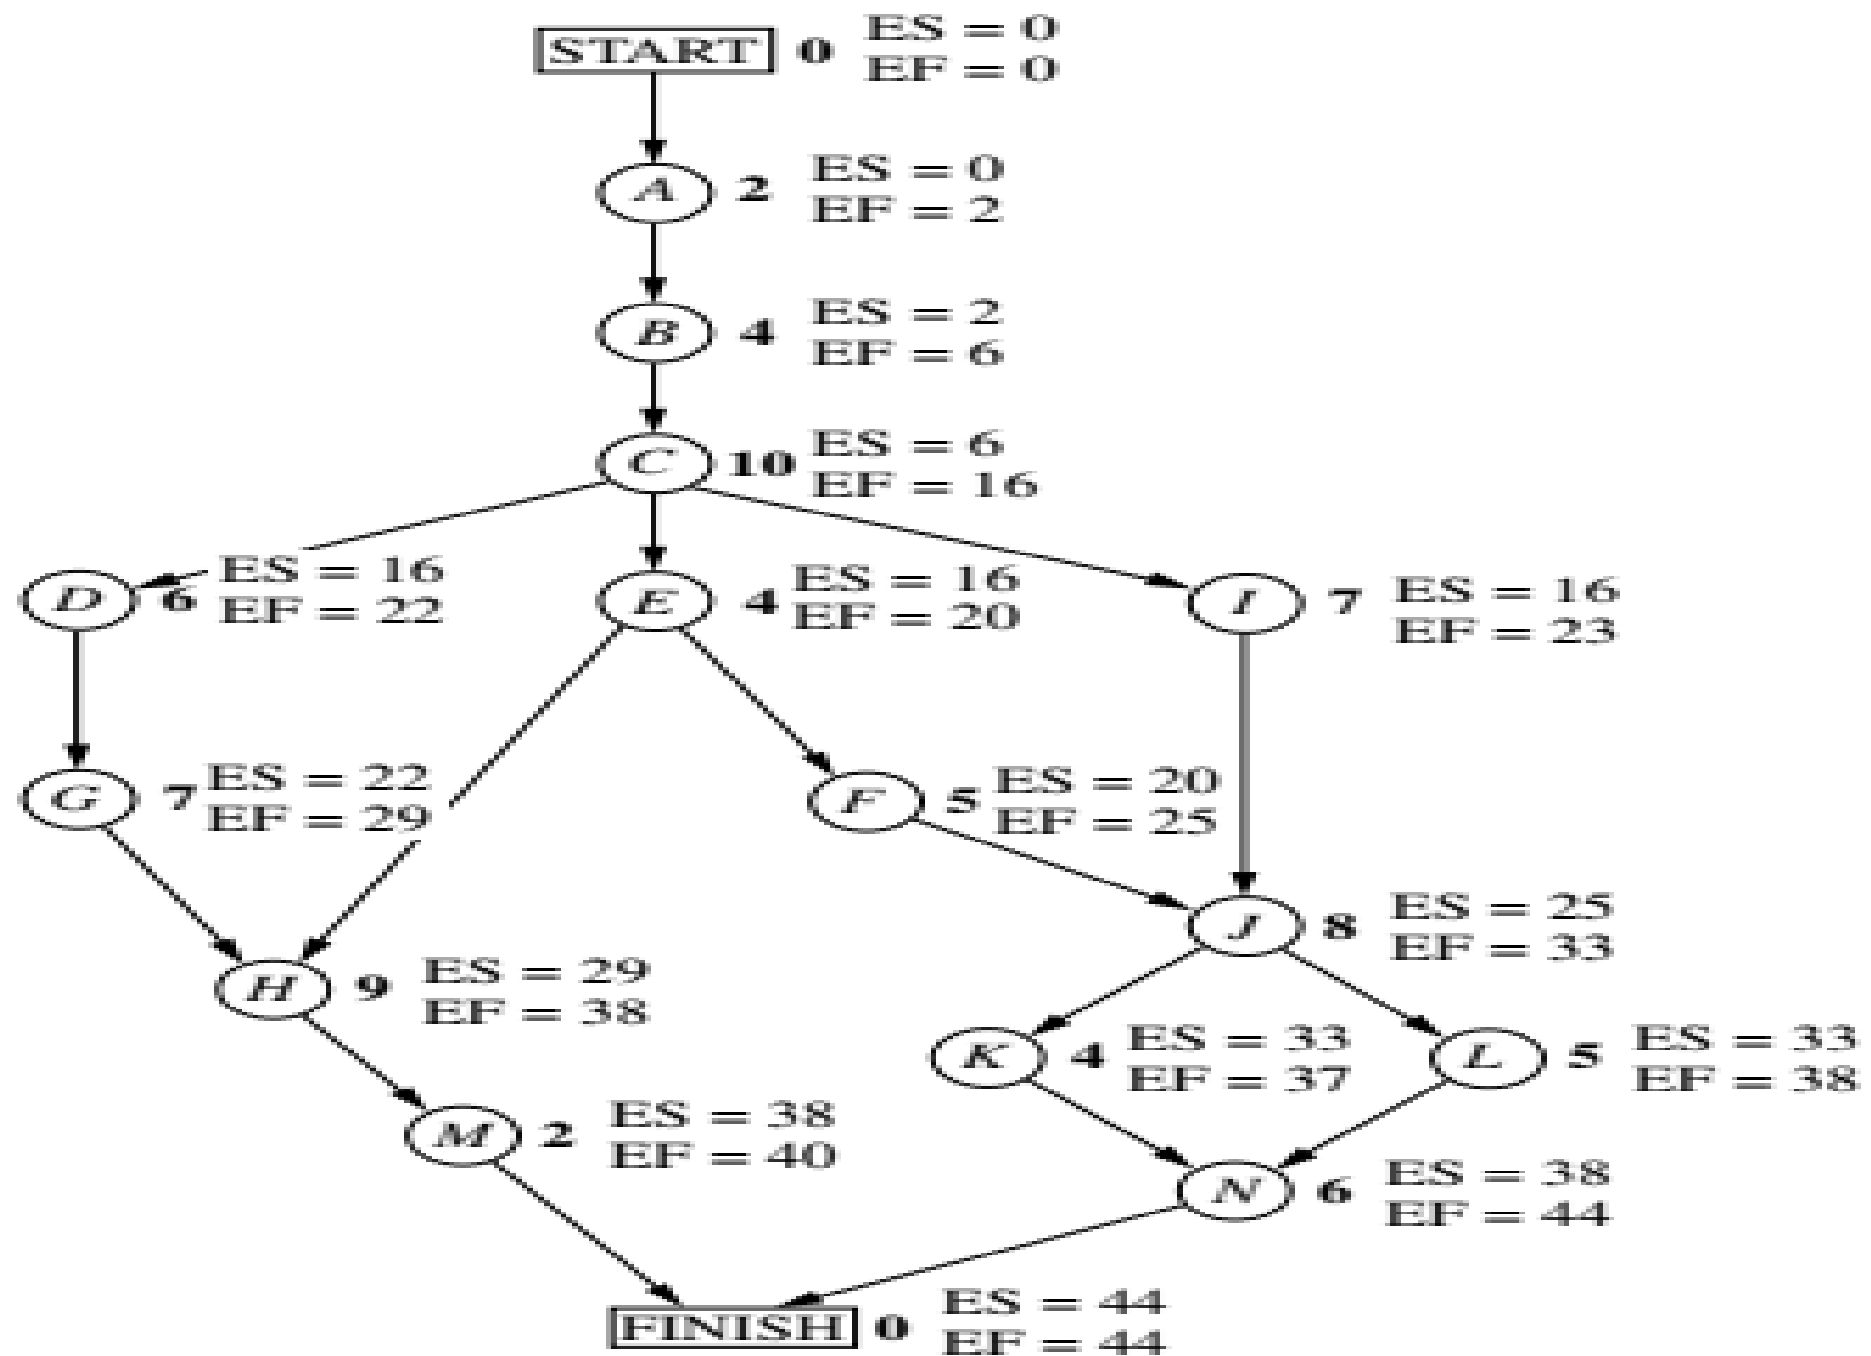 START 0 ES = 0
EF = 0
A 2 ES = 0
EF = 2
B 4 ES = 2
EF = 6
C 10 ES = 6
EF = 16
D 6 ES = 16
EF = 22
E 4 ES = 16
EF = 20
I 7 ES = 16
EF = 23
G 7 ES = 22
EF = 29
F 5 ES = 20
EF = 25
J 8 ES = 25
EF = 33
H 9 ES = 29
EF = 38
K 4 ES = 33
EF = 37
L 5 ES = 33
EF = 38
M 2 ES = 38
EF = 40
N 6 ES = 38
EF = 44
FINISH 0 ES = 44
EF = 44